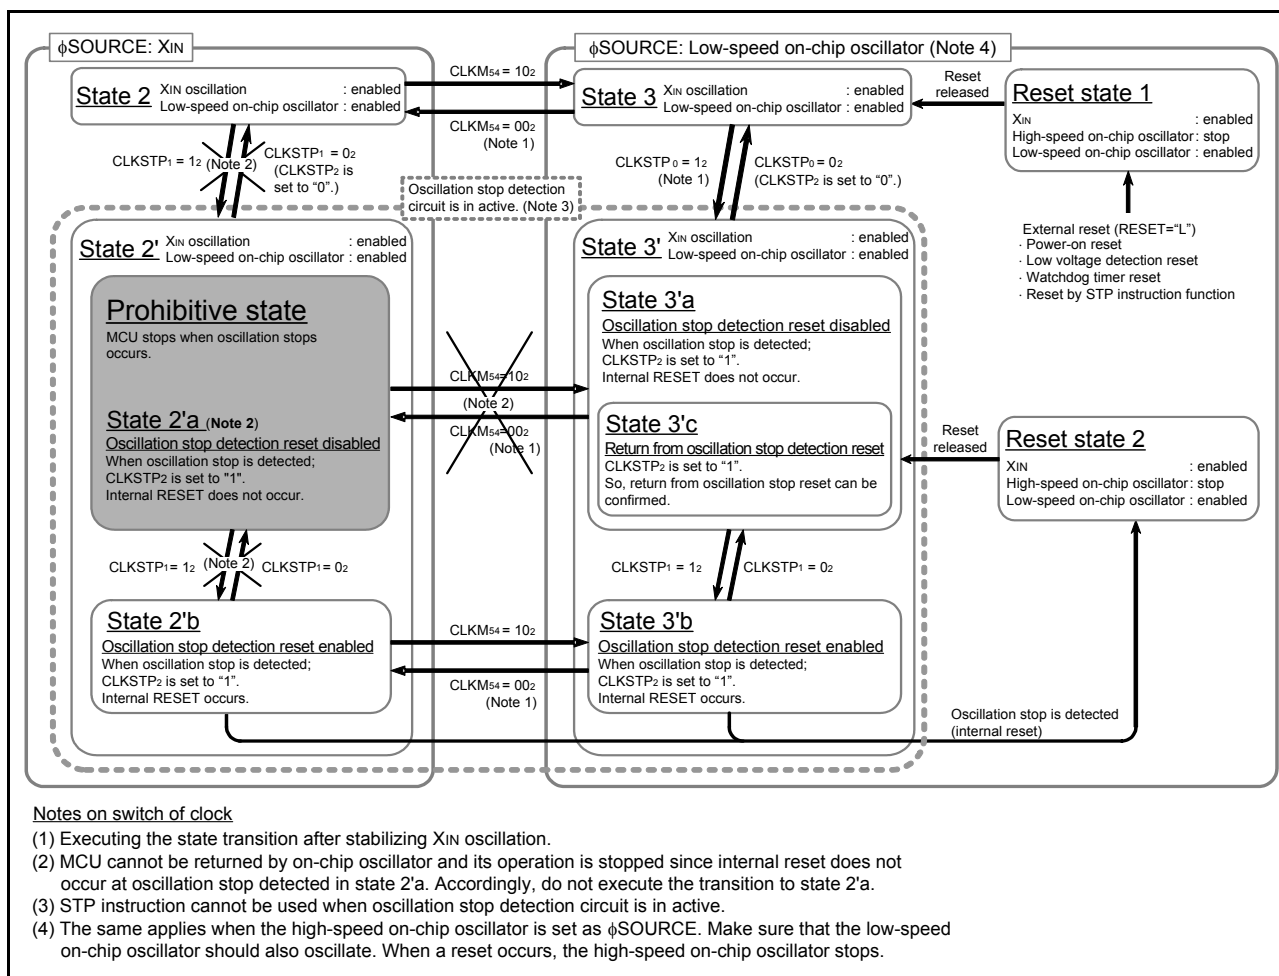 ϕSOURCE: XIN
ϕSOURCE: Low-speed on-chip oscillator (Note 4)
State 2
XIN oscillation : enabled
Low-speed on-chip oscillator : enabled
CLKM54 = 102
CLKM54 = 002
(Note 1)
State 3
XIN oscillation : enabled
Low-speed on-chip oscillator : enabled
Reset
released
Reset state 1
XIN : enabled
High-speed on-chip oscillator : stop
Low-speed on-chip oscillator : enabled
CLKSTP1 = 12
(Note 2)
CLKSTP1 = 02
(CLKSTP2 is
set to “0”.)
Oscillation stop detection
circuit is in active. (Note 3)
CLKSTP0 = 12
(Note 1)
CLKSTP0 = 02
(CLKSTP2 is set to “0”.)
External reset (RESET=“L”)
· Power-on reset
· Low voltage detection reset
· Watchdog timer reset
· Reset by STP instruction function
State 2'
XIN oscillation : enabled
Low-speed on-chip oscillator : enabled
Prohibitive state
MCU stops when oscillation stops
occurs.
State 2'a (Note 2)
Oscillation stop detection reset disabled
When oscillation stop is detected;
CLKSTP2 is set to "1".
Internal RESET does not occur.
CLKM54=102
(Note 2)
CLKM54=002
(Note 1)
State 3'
XIN oscillation : enabled
Low-speed on-chip oscillator : enabled
State 3'a
Oscillation stop detection reset disabled
When oscillation stop is detected;
CLKSTP2 is set to “1”.
Internal RESET does not occur.
State 3'c
Return from oscillation stop detection reset
CLKSTP2 is set to “1”.
So, return from oscillation stop reset can be
confirmed.
Reset
released
Reset state 2
XIN : enabled
High-speed on-chip oscillator : stop
Low-speed on-chip oscillator : enabled
CLKSTP1 = 12
(Note 2)
CLKSTP1 = 02
CLKSTP1 = 12
CLKSTP1 = 02
State 2'b
Oscillation stop detection reset enabled
When oscillation stop is detected;
CLKSTP2 is set to “1”.
Internal RESET occurs.
CLKM54 = 102
CLKM54 = 002
(Note 1)
State 3'b
Oscillation stop detection reset enabled
When oscillation stop is detected;
CLKSTP2 is set to “1”.
Internal RESET occurs.
Oscillation stop is detected
(internal reset)
Notes on switch of clock
(1) Executing the state transition after stabilizing XIN oscillation.
(2) MCU cannot be returned by on-chip oscillator and its operation is stopped since internal reset does not
occur at oscillation stop detected in state 2'a. Accordingly, do not execute the transition to state 2'a.
(3) STP instruction cannot be used when oscillation stop detection circuit is in active.
(4) The same applies when the high-speed on-chip oscillator is set as ϕSOURCE. Make sure that the low-speed
on-chip oscillator should also oscillate. When a reset occurs, the high-speed on-chip oscillator stops.